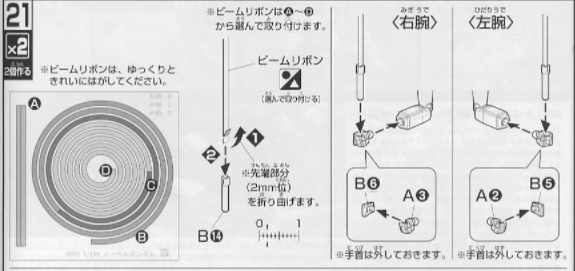 21
×2
2個作る
※ビームリボンは、ゆっくりと
きれいにはがしてください。
A
D
C
B
※ビームリボンはA〜D
から選んで取り付けます。
ビームリボン
(選んで取り付ける)
1
2
※先端部分
(2mm位)
を折り曲げます。
B14
0 1
〈右腕〉
B6
A3
※手首は外しておきます。
〈左腕〉
B5
A2
※手首は外しておきます。